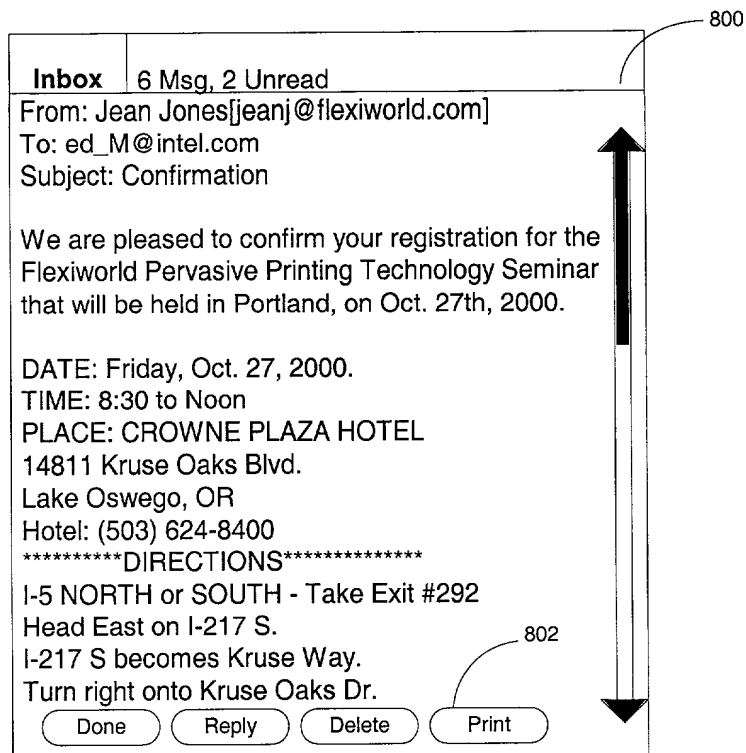 800
Inbox 6 Msg, 2 Unread
From: Jean Jones[jeanj@flexiworld.com]
To: ed_M@intel.com
Subject: Confirmation
We are pleased to confirm your registration for the
Flexiworld Pervasive Printing Technology Seminar
that will be held in Portland, on Oct. 27th, 2000.
DATE: Friday, Oct. 27, 2000.
TIME: 8:30 to Noon
PLACE: CROWNE PLAZA HOTEL
14811 Kruse Oaks Blvd.
Lake Oswego, OR
Hotel: (503) 624-8400
**********DIRECTIONS**************
I-5 NORTH or SOUTH - Take Exit #292
Head East on I-217 S.
802
I-217 S becomes Kruse Way.
Turn right onto Kruse Oaks Dr.
Done Reply Delete Print